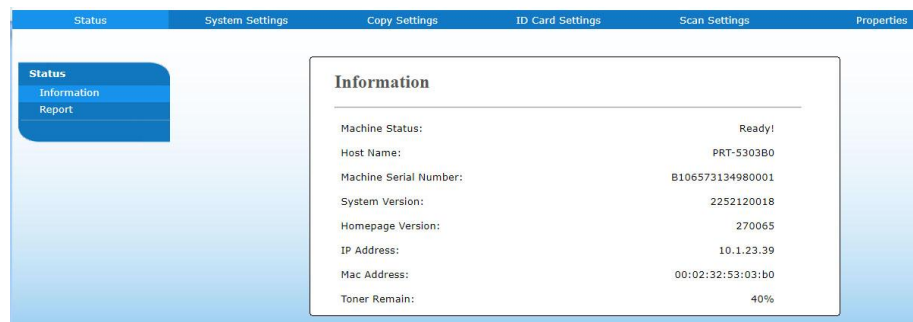 Status System Settings Copy Settings ID Card Settings Scan Settings Properties
Status
Information
Report
Information
Machine Status: Ready!
Host Name: PRT-5303B0
Machine Serial Number: B106573134980001
System Version: 2252120018
Homepage Version: 270065
IP Address: 10.1.23.39
Mac Address: 00:02:32:53:03:b0
Toner Remain: 40%